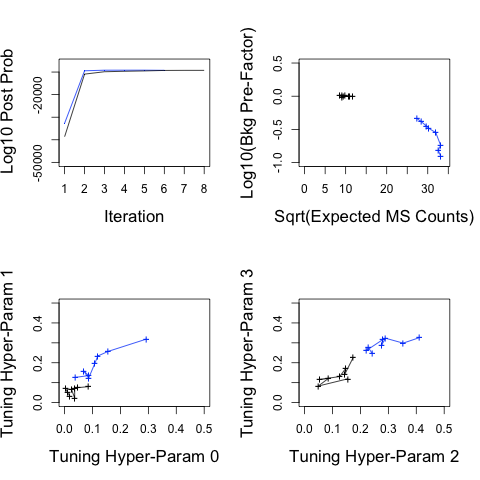 Log10 Post Prob
-20000
-50000
1 2 3 4 5 6 7 8
Iteration
Log10(Bkg Pre-Factor)
0.5
0.0
-0.5
-1.0
0 5 10 20 30
Sqrt(Expected MS Counts)
Tuning Hyper-Param 1
0.4
0.2
0.0
0.0 0.1 0.2 0.3 0.4 0.5
Tuning Hyper-Param 0
Tuning Hyper-Param 3
0.4
0.2
0.0
0.0 0.1 0.2 0.3 0.4 0.5
Tuning Hyper-Param 2